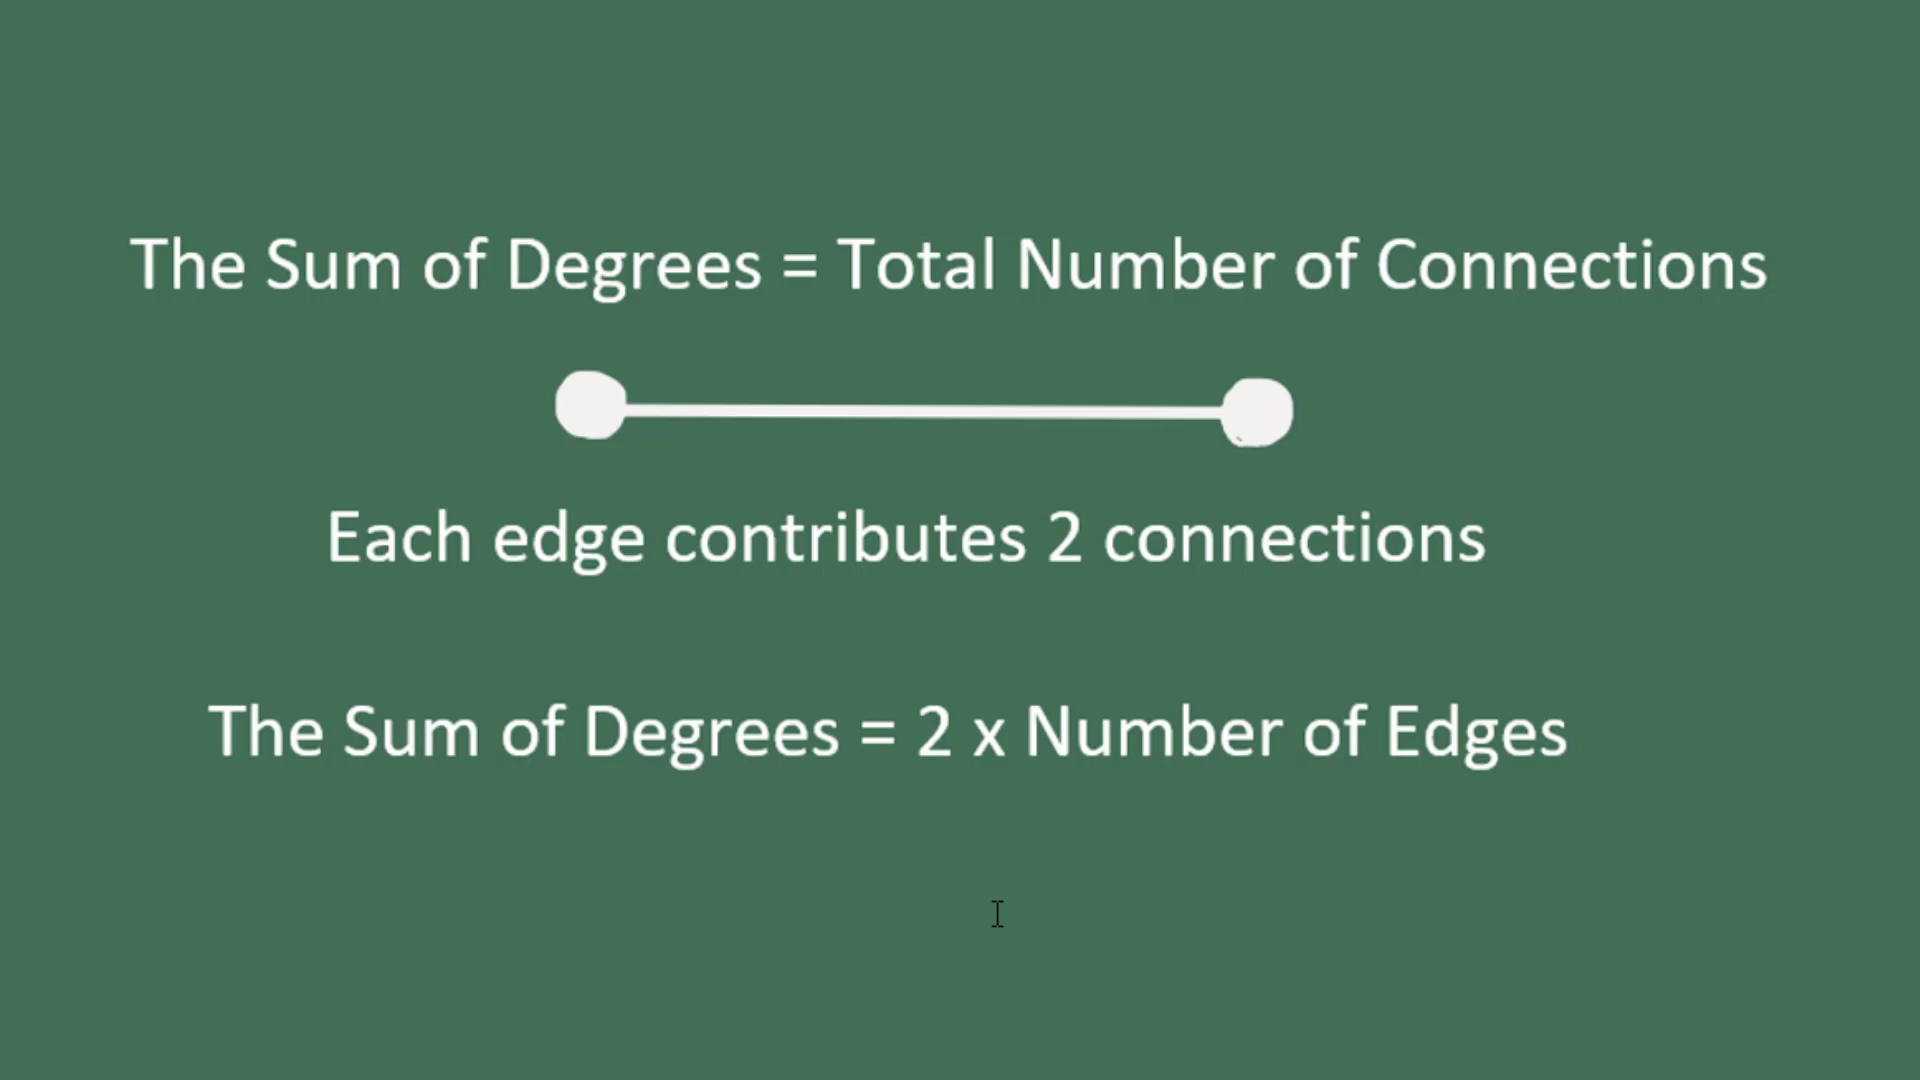 The Sum of Degrees = Total Number of Connections
Each edge contributes 2 connections
The Sum of Degrees = 2 x Number of Edges